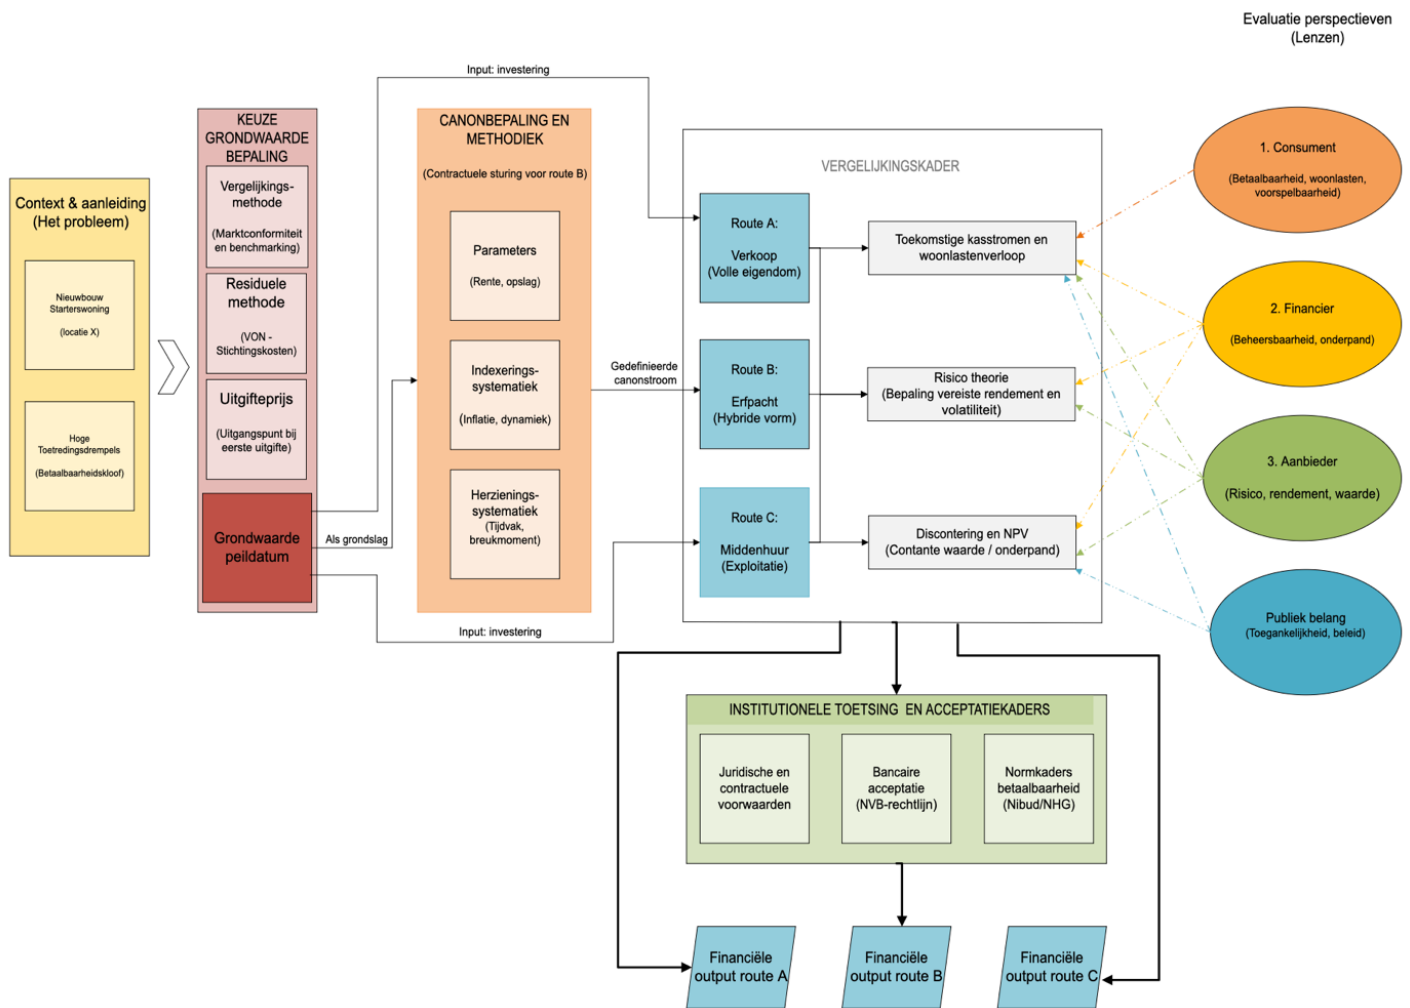 Evaluatie perspectieven
(Lenzen)
Input: investering
Context & aanleiding
(Het probleem)
Nieuwbouw
Starterswoning
(locatie X)
Hoge
Toetredingsdrempels
(Betaalbaarheidskloof)
KEUZE
GRONDWAARDE
BEPALING
Vergelijkings-
methode
(Marktconformiteit
en benchmarking)
Residuele
methode
(VON -
Stichtingskosten)
Uitgifteprijs
(Uitgangspunt bij
eerste uitgifte)
Grondwaarde
peildatum
Als grondslag
CANONBEPALING EN
METHODIEK
(Contractuele sturing voor route B)
Parameters
(Rente, opslag)
Indexerings-
systematiek
(Inflatie, dynamiek)
Herzienings-
systematiek
(Tijdvak,
breukmoment)
Gedefinieerde
canonstroom
Input: investering
VERGELIJKINGSKADER
Route A:
Verkoop
(Volle eigendom)
Route B:
Erfpacht
(Hybride vorm)
Route C:
Middenhuur
(Exploitatie)
Toekomstige kasstromen en
woonlastenverloop
Risico theorie
(Bepaling vereiste rendement en
volatiliteit)
Discontering en NPV
(Contante waarde / onderpand)
1. Consument
(Betaalbaarheid, woonlasten,
voorspelbaarheid)
2. Financier
(Beheersbaarheid, onderpand)
3. Aanbieder
(Risico, rendement, waarde)
Publiek belang
(Toegankelijkheid, beleid)
INSTITUTIONELE TOETSING EN ACCEPTATIEKADERS
Juridische en
contractuele
voorwaarden
Bancaire
acceptatie
(NVB-rechtlijn)
Normkaders
betaalbaarheid
(Nibud/NHG)
Financiële
output route A
Financiële
output route B
Financiële
output route C